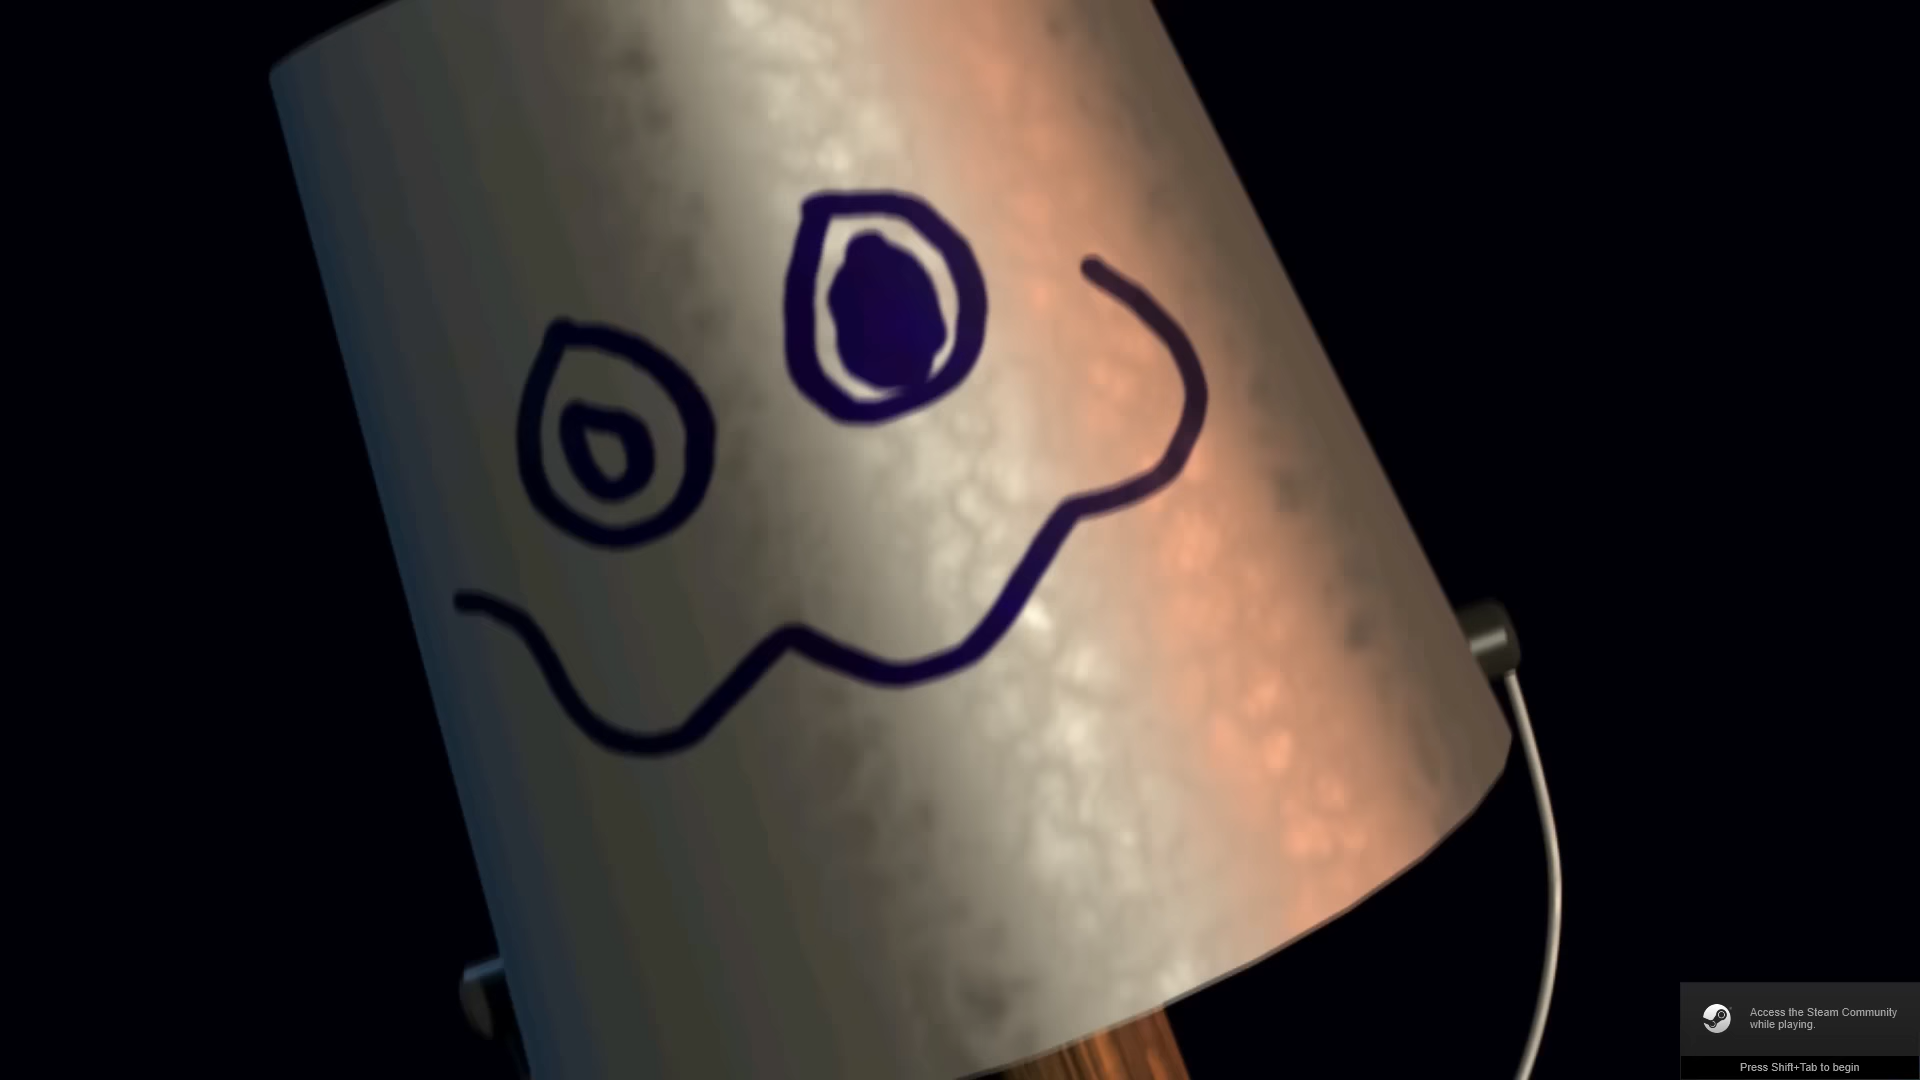 Access the Steam Community
while playing.
Press Shift+Tab to begin